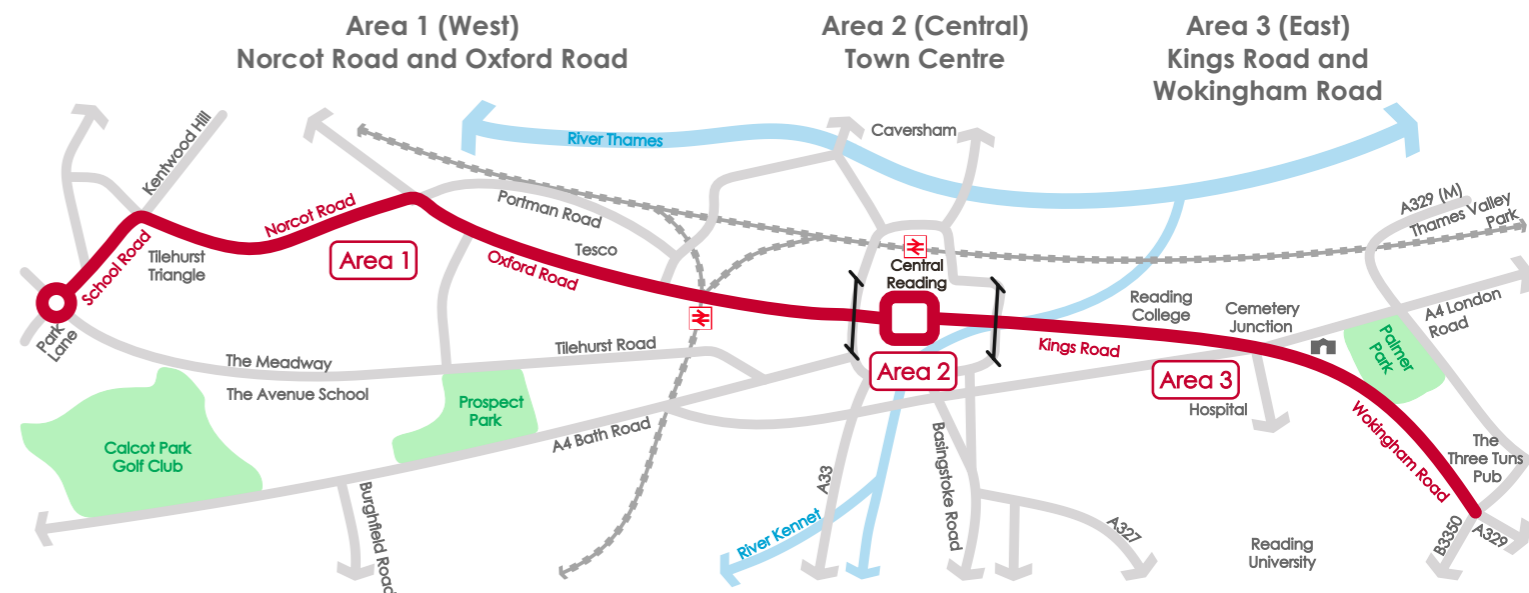 Area 1 (West)
Norcot Road and Oxford Road
Area 2 (Central)
Town Centre
Area 3 (East)
Kings Road and
Wokingham Road
River Thames
Caversham
Kentwood Hill
A329 (M)
Thames Valley
Park
Norcot Road
Portman Road
School Road
Tilehurst
Triangle
Area 1
Tesco
Oxford Road
Central
Reading
Reading
College
Cemetery
Junction
A4 London
Road
Park
Lane
The Meadway
Tilehurst Road
Kings Road
Palmer
Park
The Avenue School
Area 2
Area 3
Prospect
Park
Hospital
Calcot Park
Golf Club
A4 Bath Road
Wokingham Road
The
Three Tuns
Pub
Burghfield Road
A33
Basingstoke Road
River Kennet
A327
Reading
University
B3350
A329